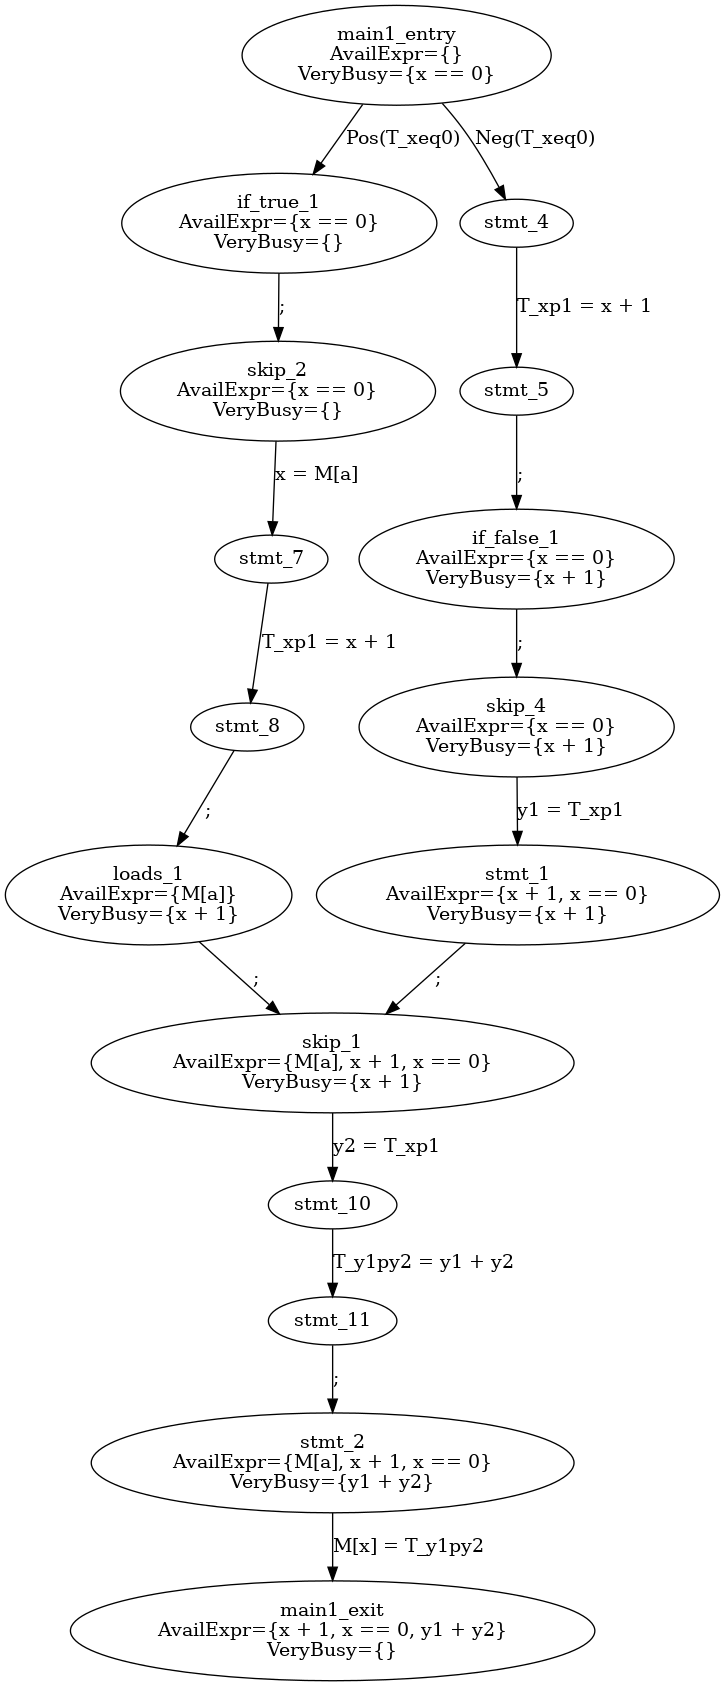 main1_entry
AvailExpr={}
VeryBusy={x == 0}
Pos(T_xeq0)
Neg(T_xeq0)
if_true_1
AvailExpr={x == 0}
VeryBusy={}
stmt_4
;
T_xp1 = x + 1
skip_2
AvailExpr={x == 0}
VeryBusy={}
stmt_5
x = M[a]
;
stmt_7
if_false_1
AvailExpr={x == 0}
VeryBusy={x + 1}
T_xp1 = x + 1
;
stmt_8
skip_4
AvailExpr={x == 0}
VeryBusy={x + 1}
;
y1 = T_xp1
loads_1
AvailExpr={M[a]}
VeryBusy={x + 1}
stmt_1
AvailExpr={x + 1, x == 0}
VeryBusy={x + 1}
;
;
skip_1
AvailExpr={M[a], x + 1, x == 0}
VeryBusy={x + 1}
y2 = T_xp1
stmt_10
T_y1py2 = y1 + y2
stmt_11
;
stmt_2
AvailExpr={M[a], x + 1, x == 0}
VeryBusy={y1 + y2}
M[x] = T_y1py2
main1_exit
AvailExpr={x + 1, x == 0, y1 + y2}
VeryBusy={}